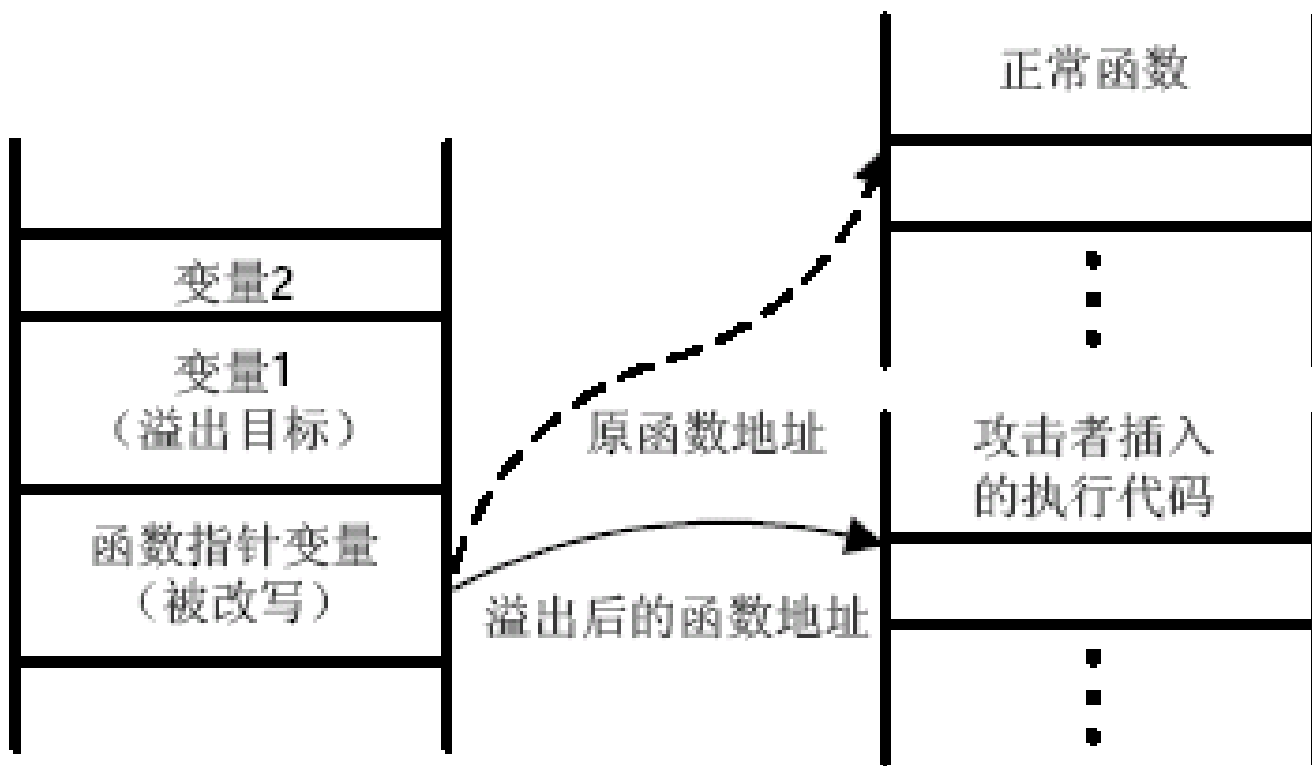 正常函数
变量2
变量1
（溢出目标）
原函数地址
攻击者插入
的执行代码
函数指针变量
（被改写）
溢出后的函数地址